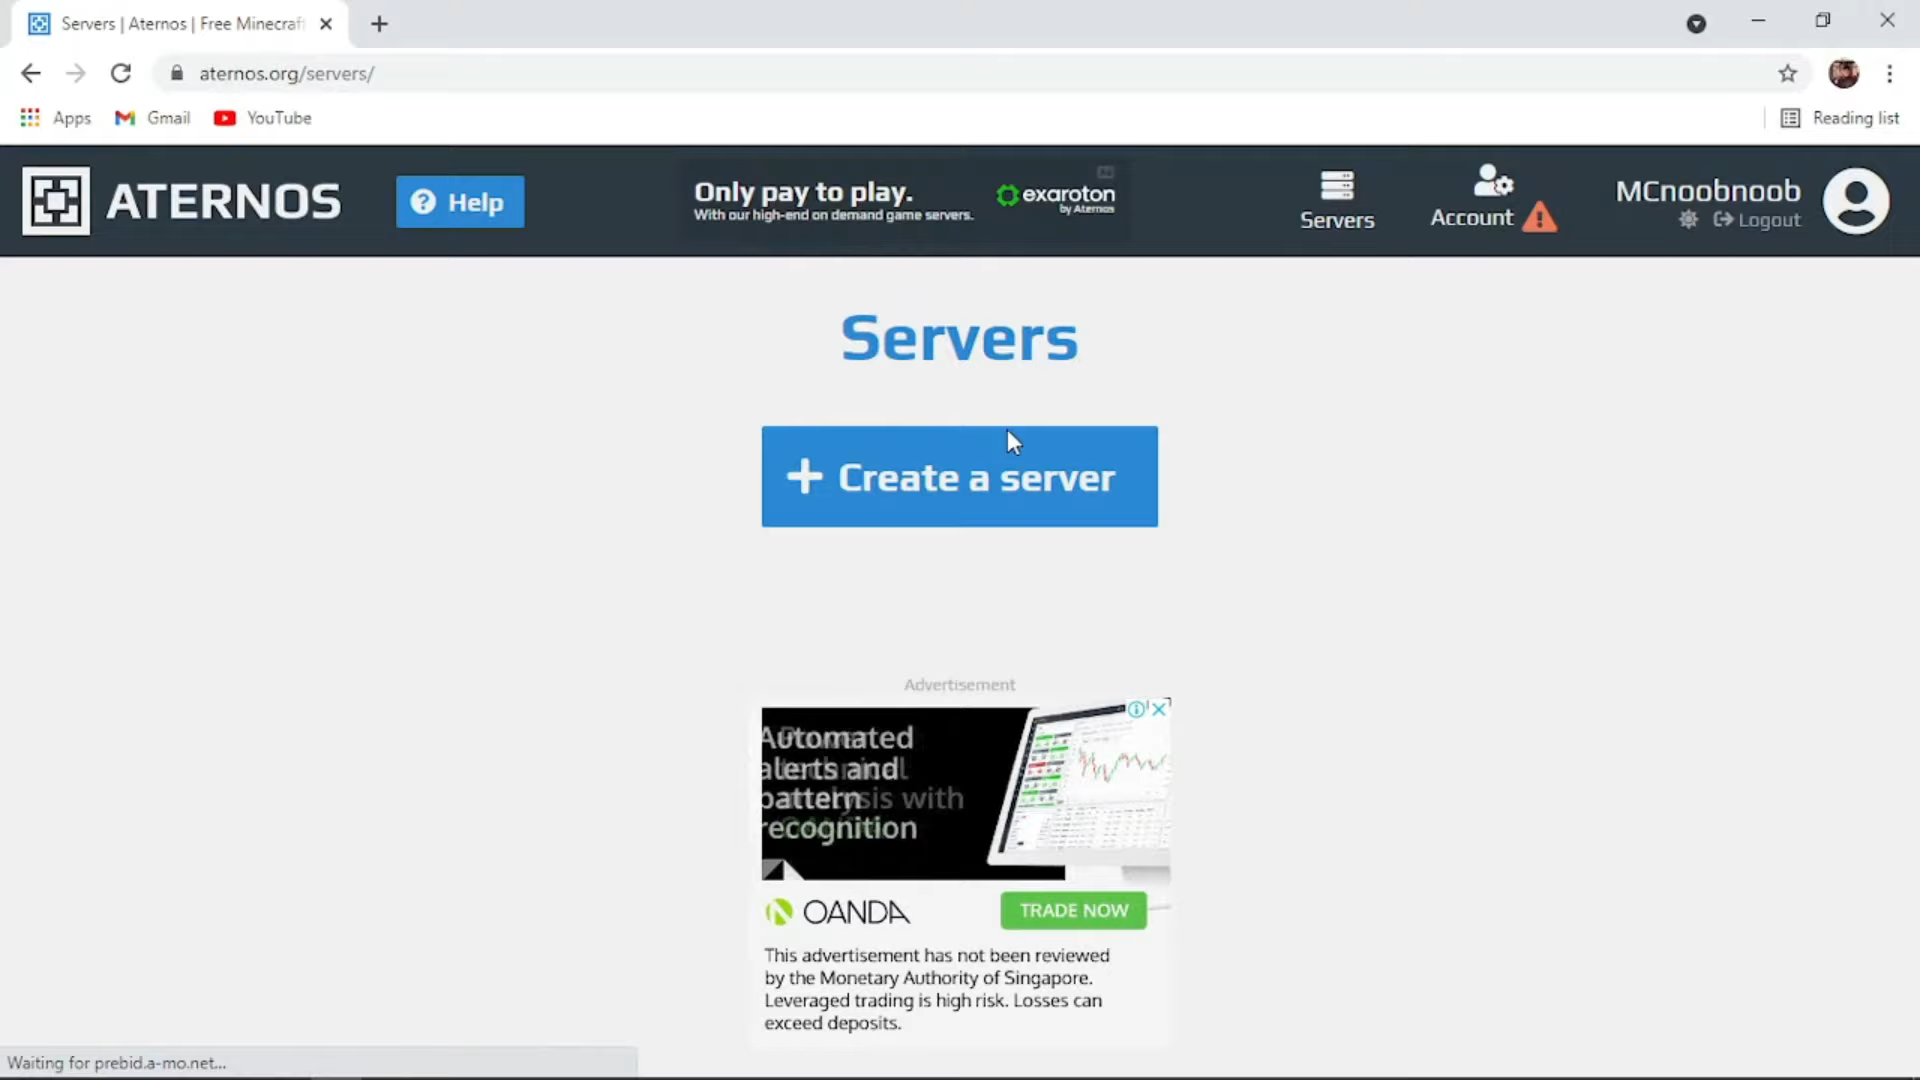 Servers | Aternos | Free Minecraf
aternos.org/servers/
Apps
Gmail
YouTube
Reading list
ATERNOS
Help
Only pay to play.
With our high-end on demand game servers.
exaroton
by Aternos
Servers
Account
MCnoobnoob
Logout
Servers
+ Create a server
Advertisement
Automated
alerts and
pattern
recognition
OANDA
TRADE NOW
This advertisement has not been reviewed
by the Monetary Authority of Singapore.
Leveraged trading is high risk. Losses can
exceed deposits.
Waiting for prebid.a-mo.net...